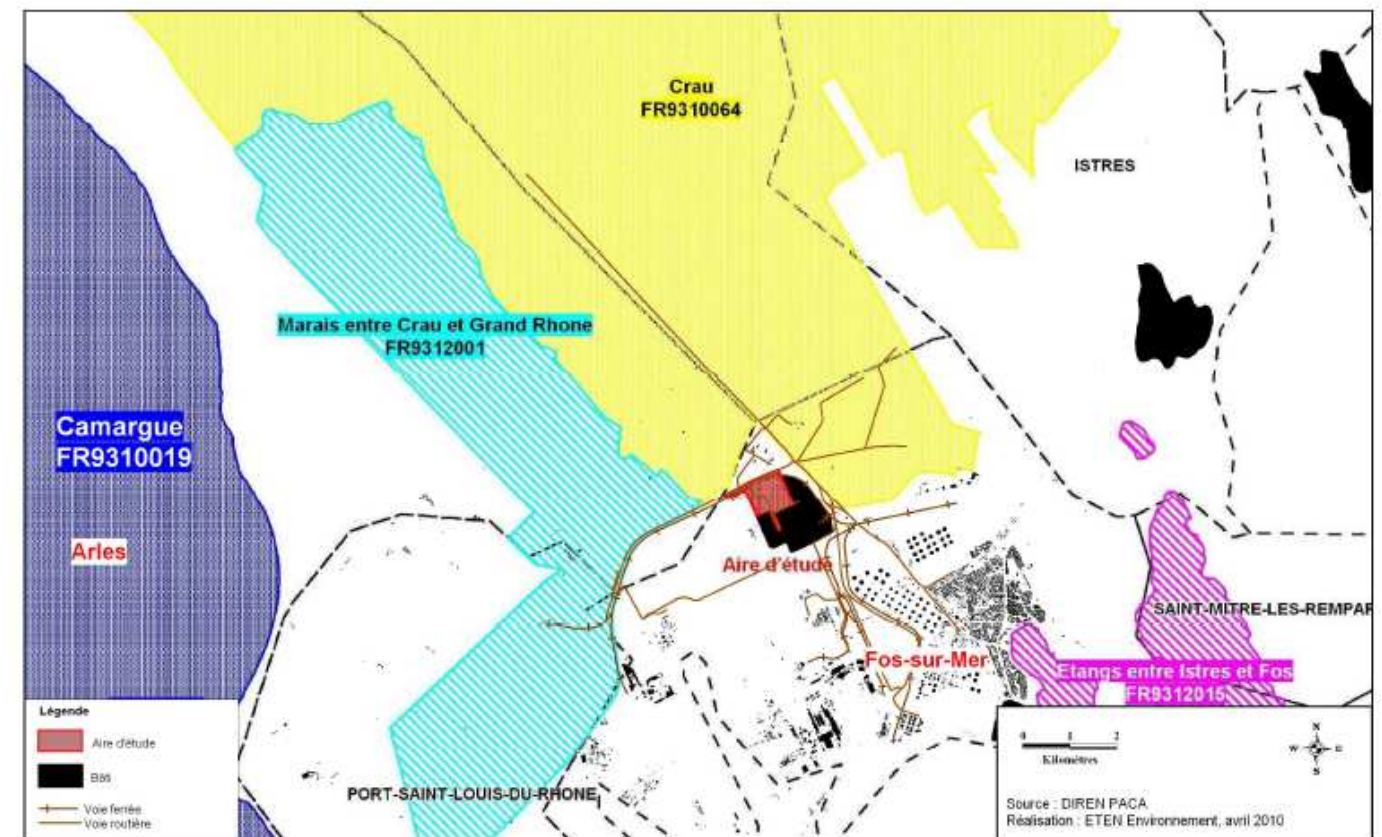 Crau
FR9310064
ISTRES
Marais entre Crau et Grand Rhone
FR9312001
Camargue
FR9310019
Arles
Aire d'étude
SAINT-MITRE-LES-REMPAR
Fos-sur-Mer
Etangs entre Istres et Fos
FR9312015
PORT-SAINT-LOUIS-DU-RHONE
Légende
Aire d'étude
Bâti
Voie ferrée
Voie routière
0 1 2
Kilomètres
N
W E
S
Source : DIREN PACA
Réalisation : ETEN Environnement, avril 2010